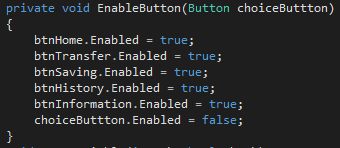 private void EnableButton(Button choiceButtton)
{
btnHome.Enabled = true;
btnTransfer.Enabled = true;
btnSaving.Enabled = true;
btnHistory.Enabled = true;
btnInformation.Enabled = true;
choiceButtton.Enabled = false;
}